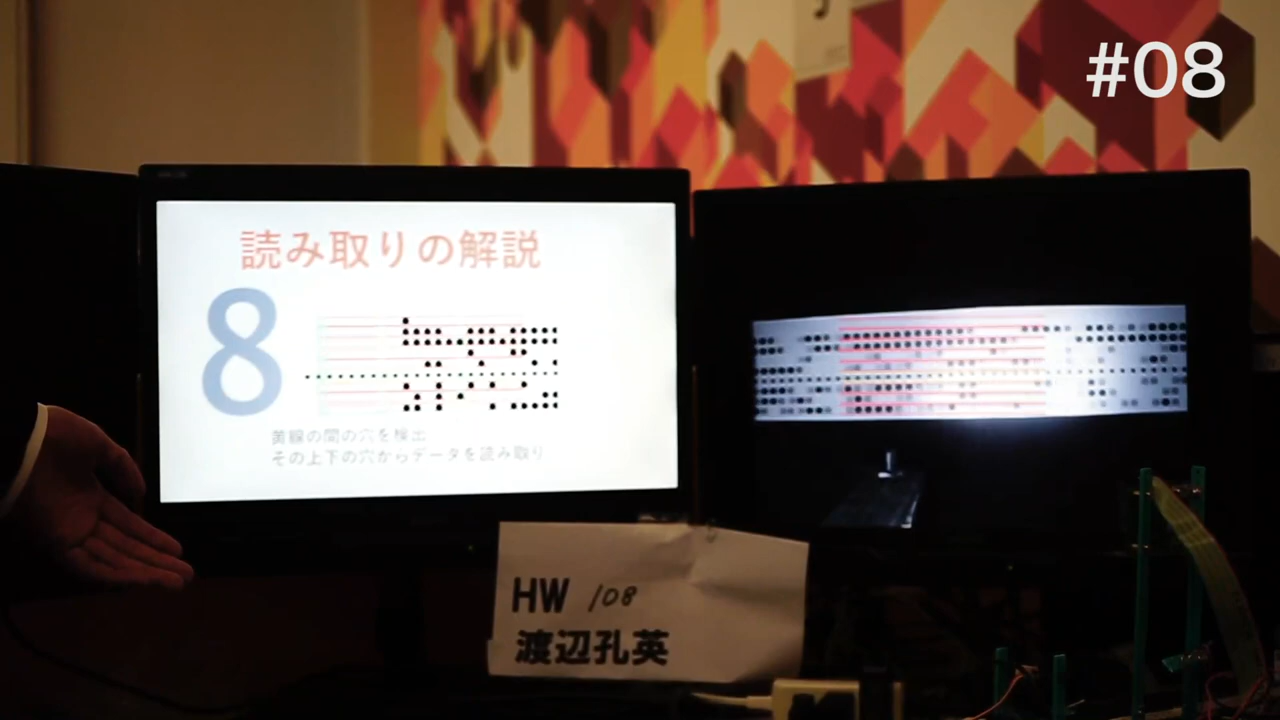 #08
読み取りの解説
8
黄線の間の穴を検出
その上下の穴からデータを読み取り
HW /08
渡辺孔英